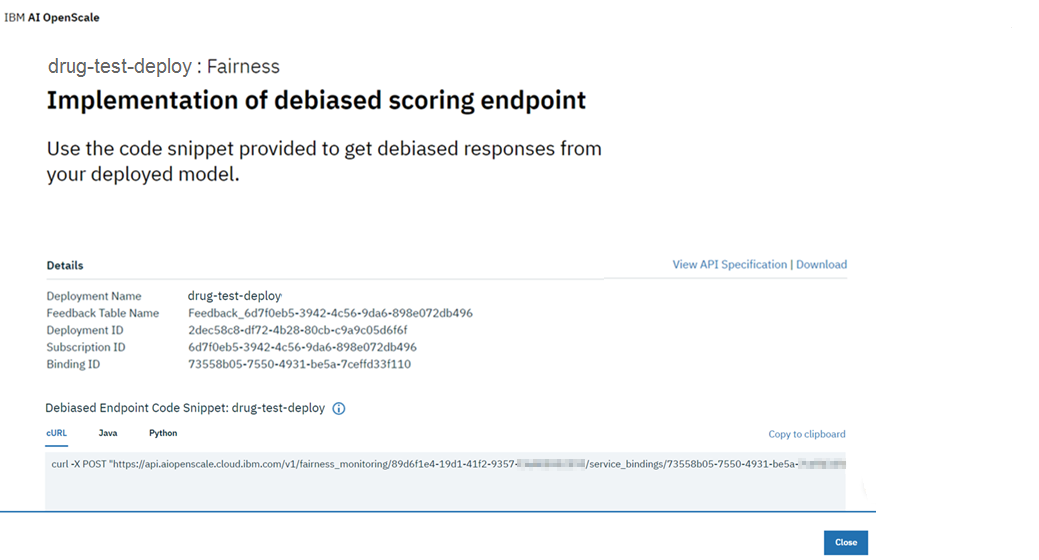 IBM AI OpenScale
drug-test-deploy : Fairness
Implementation of debiased scoring endpoint
Use the code snippet provided to get debiased responses from
your deployed model.
Details
View API Specification | Download
Deployment Name drug-test-deploy
Feedback Table Name Feedback_6d7f0eb5-3942-4c56-9da6-898e072db496
Deployment ID 2dec58c8-df72-4b28-80cb-c9a9c05d6f6f
Subscription ID 6d7f0eb5-3942-4c56-9da6-898e072db496
Binding ID 73558b05-7550-4931-be5a-7ceffd33f110
Debiased Endpoint Code Snippet: drug-test-deploy
cURL Java Python Copy to clipboard
curl -X POST "https://api.aiopenscale.cloud.ibm.com/v1/fairness_monitoring/89d6f1e4-19d1-41f2-9357- /service_bindings/73558b05-7550-4931-be5a-
Close